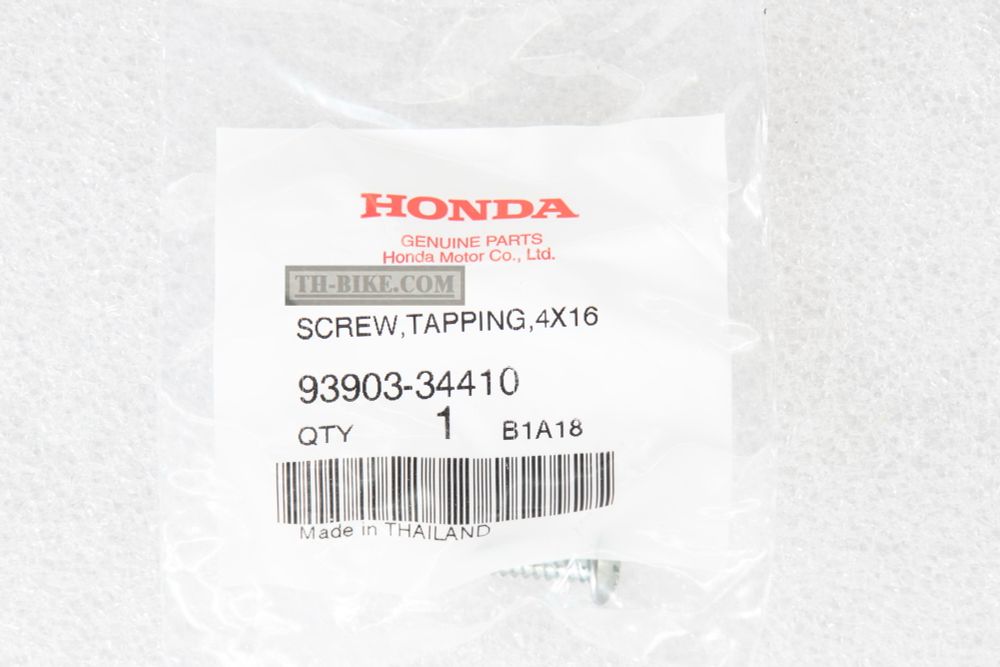 HONDA
GENUINE PARTS
Honda Motor Co., Ltd.
TH-BIKE.COM
SCREW,TAPPING,4X16
93903-34410
QTY 1 B1A18
Made in THAILAND